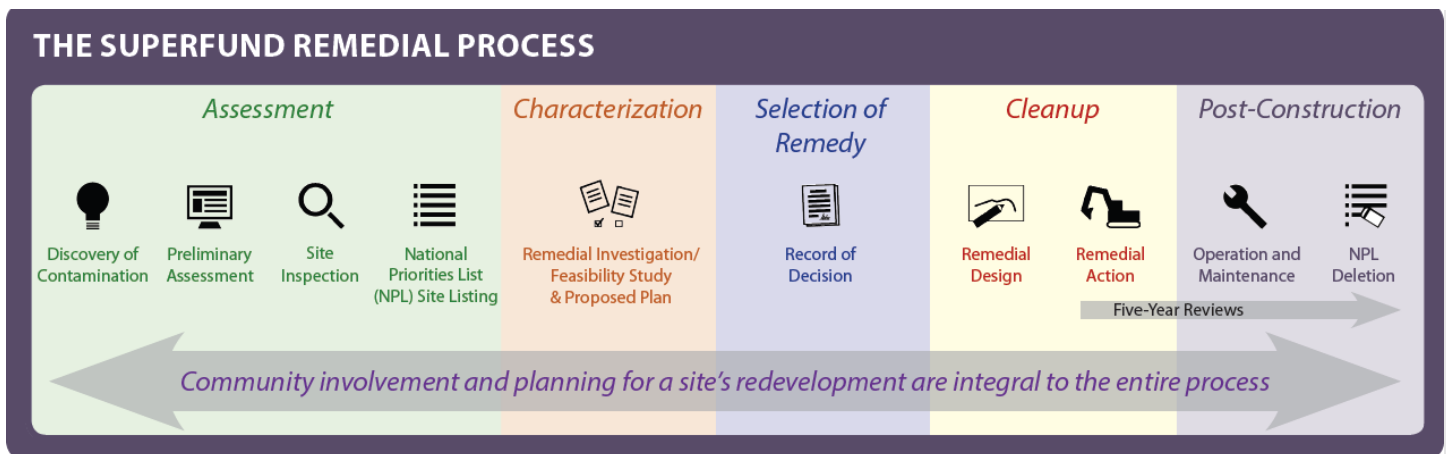 THE SUPERFUND REMEDIAL PROCESS
Assessment
Discovery of
Contamination
Preliminary
Assessment
Site
Inspection
National
Priorities List
(NPL) Site Listing
Characterization
Remedial Investigation/
Feasibility Study
& Proposed Plan
Selection of
Remedy
Record of
Decision
Cleanup
Remedial
Design
Remedial
Action
Post-Construction
Operation and
Maintenance
NPL
Deletion
Five-Year Reviews
Community involvement and planning for a site’s redevelopment are integral to the entire process